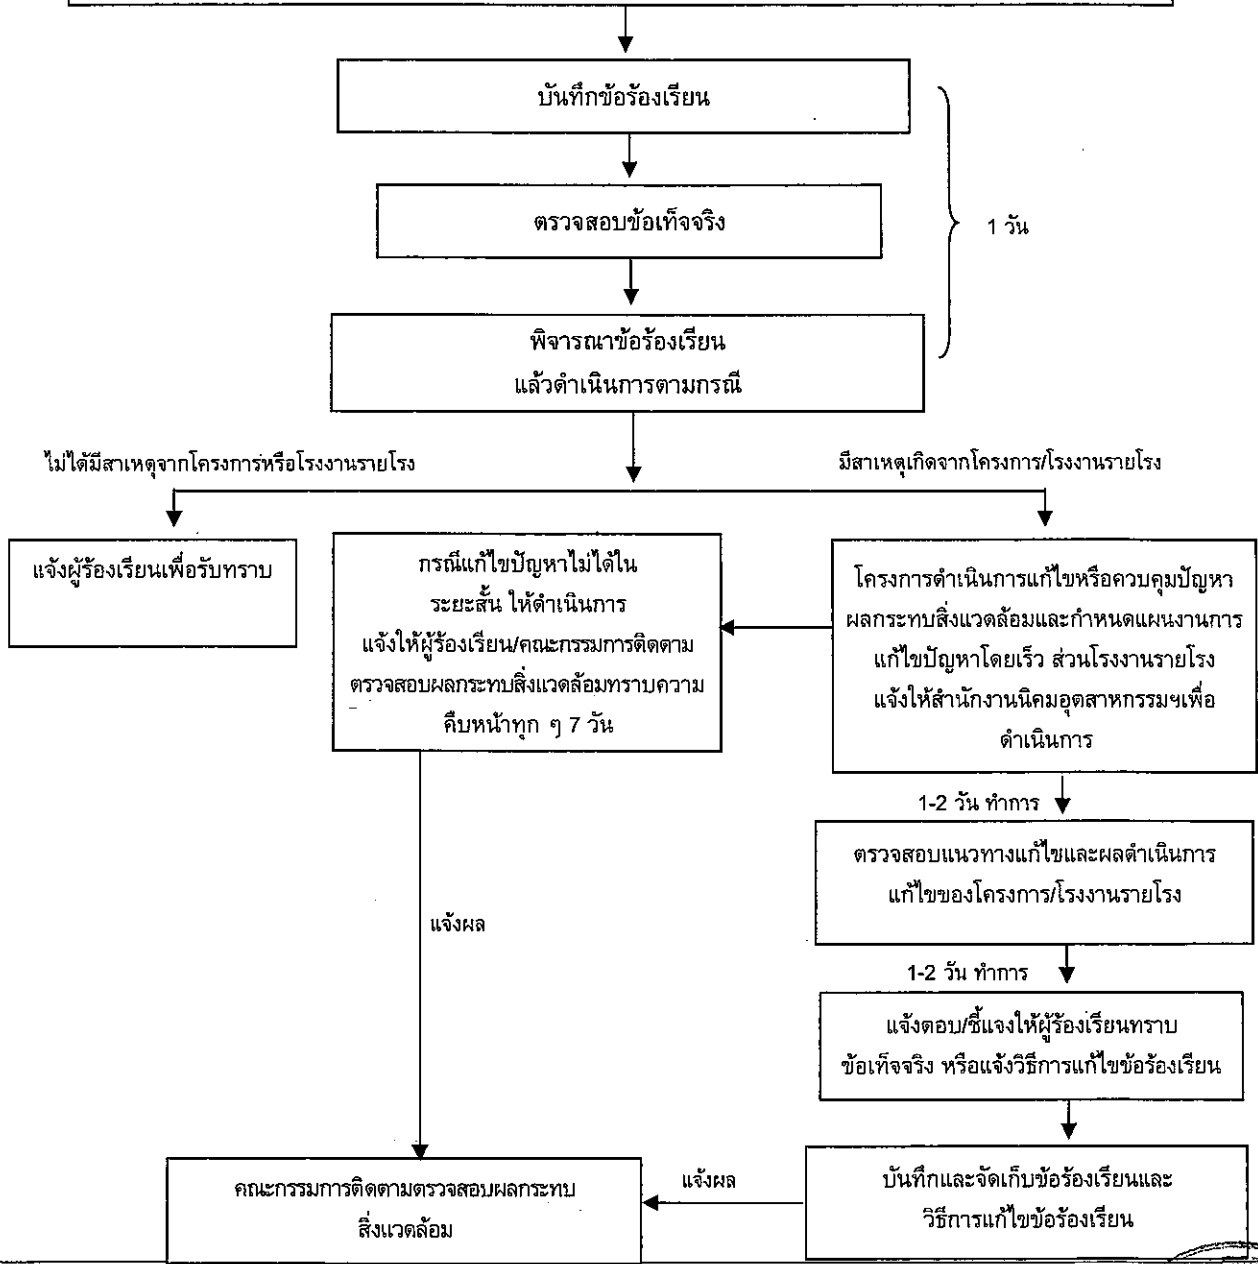 บันทึกข้อร้องเรียน
ตรวจสอบข้อเท็จจริง
1 วัน
พิจารณาข้อร้องเรียน
แล้วดำเนินการตามกรณี
ไม่ได้มีสาเหตุจากโครงการหรือโรงงานรายโรง
มีสาเหตุเกิดจากโครงการ/โรงงานรายโรง
แจ้งผู้ร้องเรียนเพื่อรับทราบ
กรณีแก้ไขปัญหาไม่ได้ใน
ระยะสั้น ให้ดำเนินการ
แจ้งให้ผู้ร้องเรียน/คณะกรรมการติดตาม
ตรวจสอบผลกระทบสิ่งแวดล้อมทราบความ
คืบหน้าทุก ๆ 7 วัน
โครงการดำเนินการแก้ไขหรือควบคุมปัญหา
ผลกระทบสิ่งแวดล้อมและกำหนดแผนงานการ
แก้ไขปัญหาโดยเร็ว ส่วนโรงงานรายโรง
แจ้งให้สำนักงานนิคมอุตสาหกรรมฯเพื่อ
ดำเนินการ
1-2 วัน ทำการ
ตรวจสอบแนวทางแก้ไขและผลดำเนินการ
แก้ไขของโครงการ/โรงงานรายโรง
แจ้งผล
1-2 วัน ทำการ
แจ้งตอบ/ชี้แจงให้ผู้ร้องเรียนทราบ
ข้อเท็จจริง หรือแจ้งวิธีการแก้ไขข้อร้องเรียน
บันทึกและจัดเก็บข้อร้องเรียนและ
วิธีการแก้ไขข้อร้องเรียน
แจ้งผล
คณะกรรมการติดตามตรวจสอบผลกระทบ
สิ่งแวดล้อม